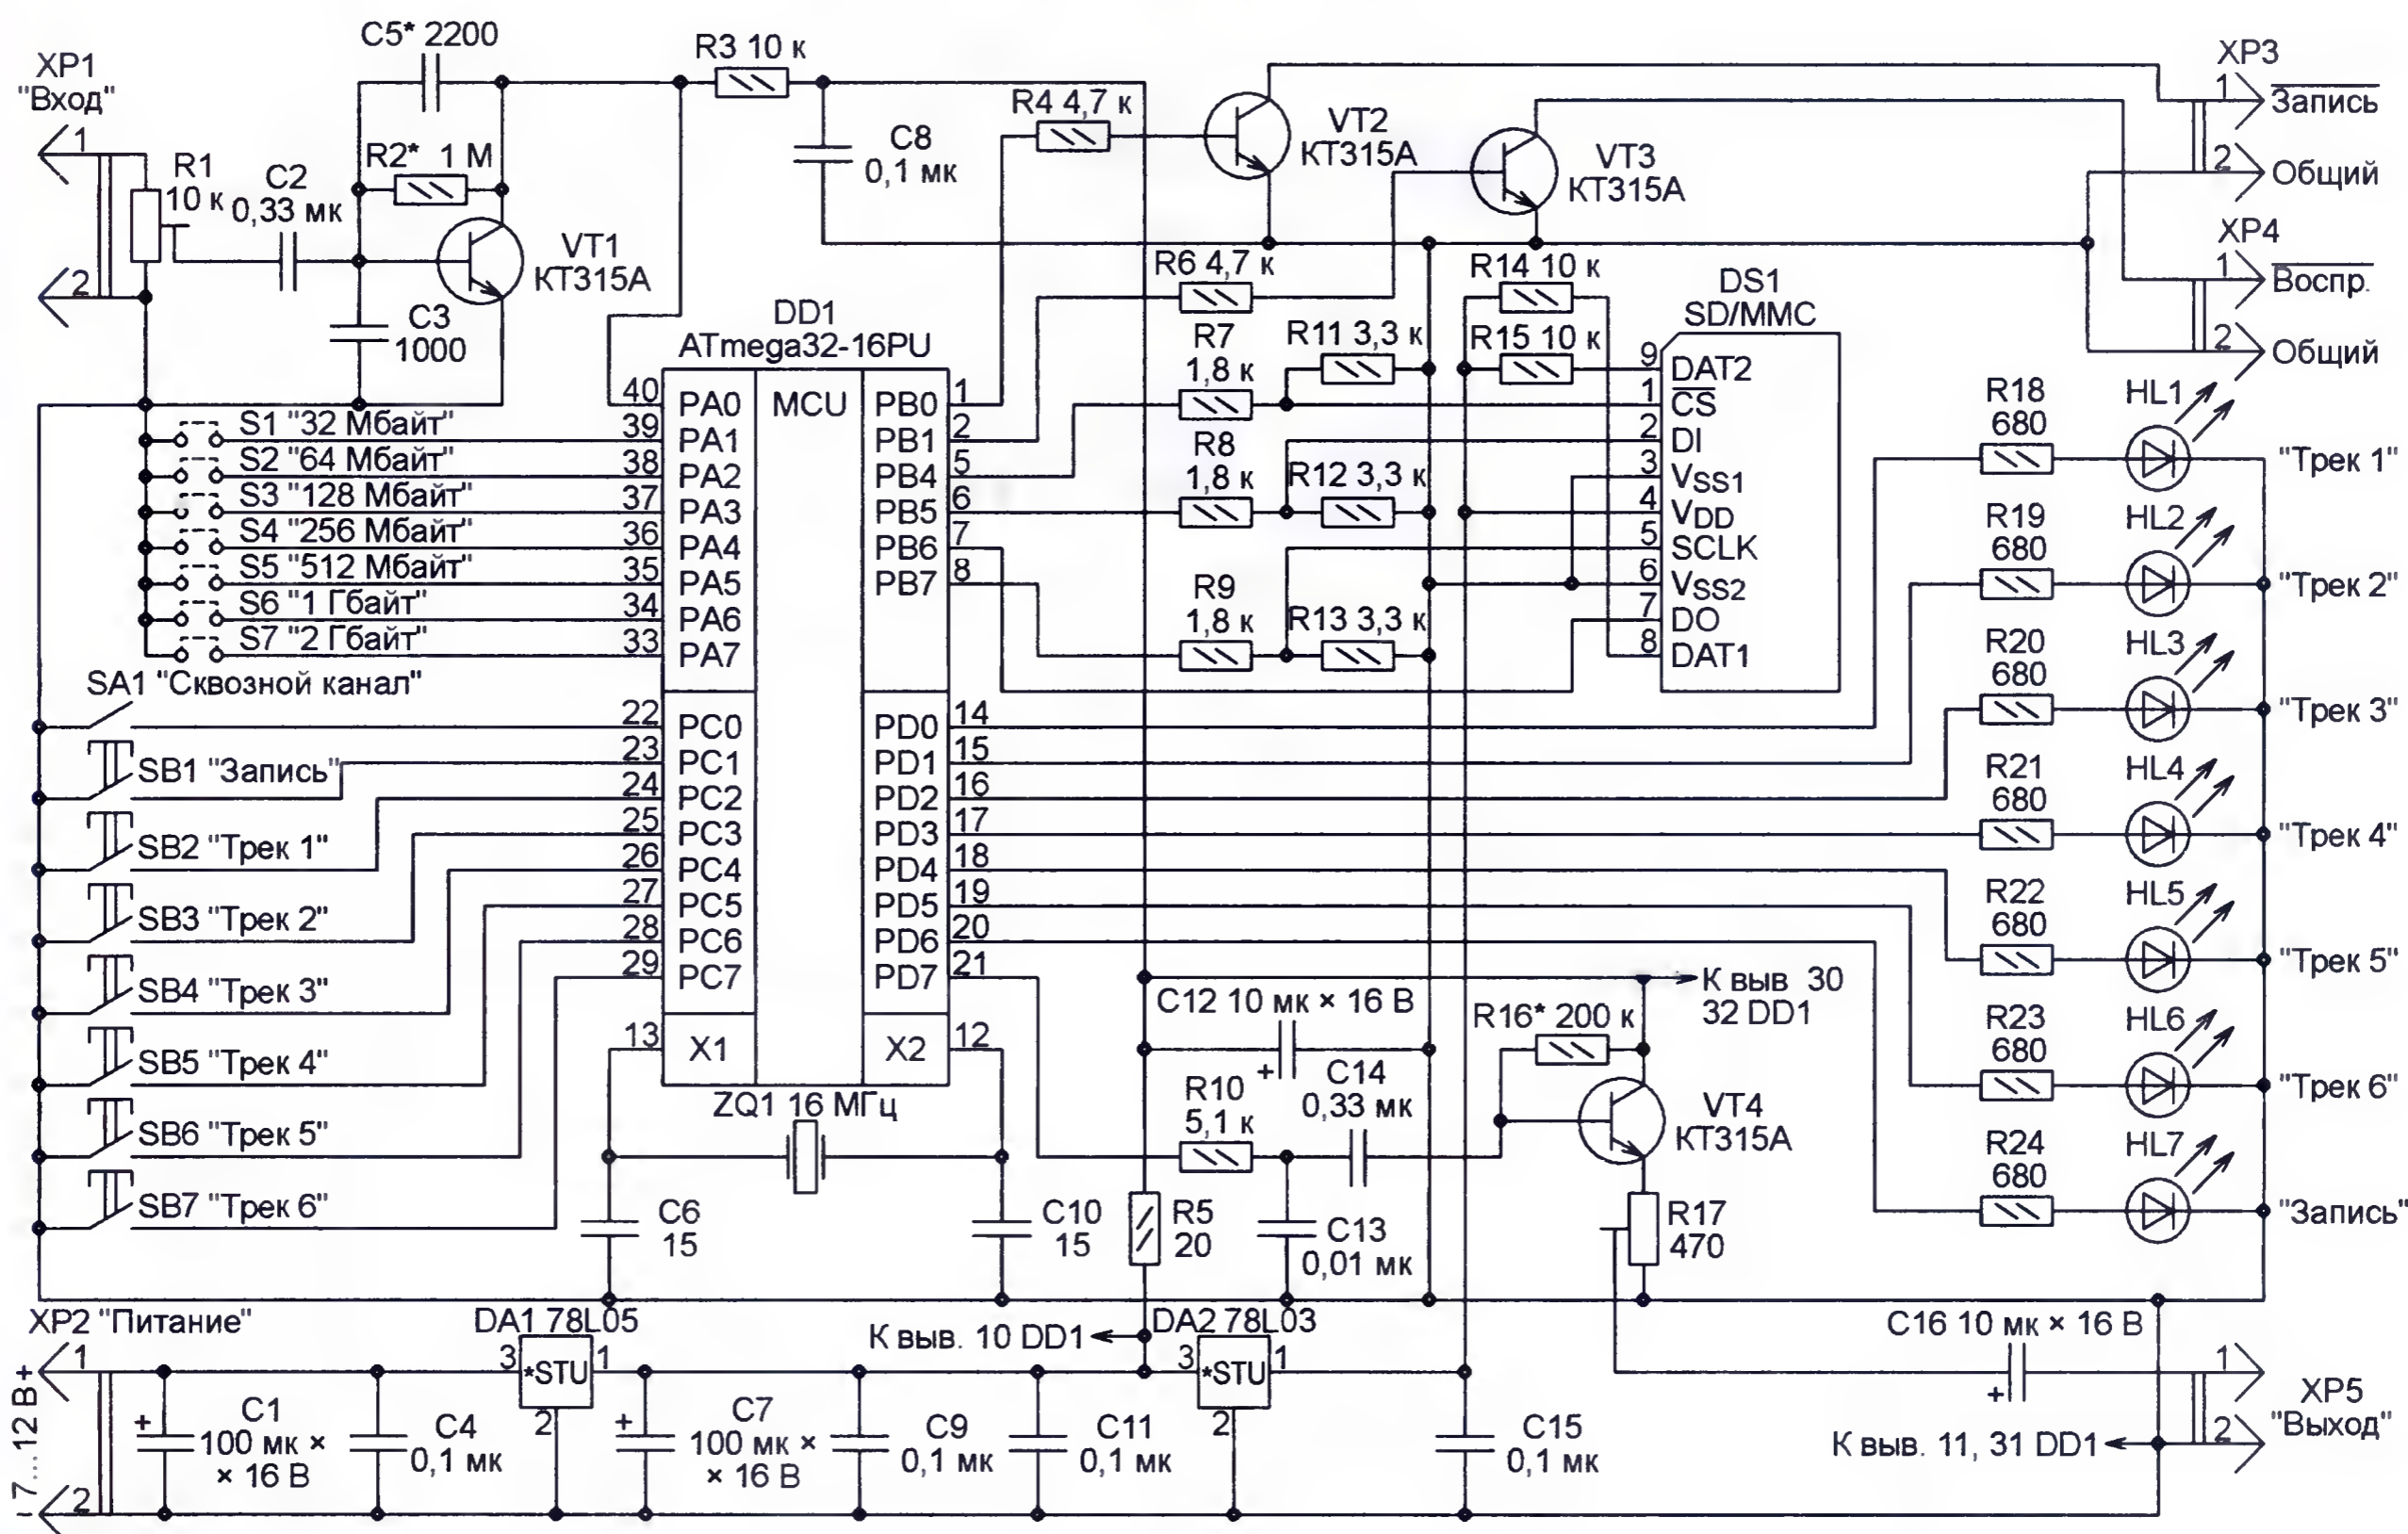 XP1
"Вход"
1
2
R1
10 к
C2
0,33 мк
C5* 2200
R2* 1 М
C3
1000
VT1
КТ315А
R3 10 к
C8
0,1 мк
R4 4,7 к
VT2
КТ315А
VT3
КТ315А
XP3
1
Запись
2
Общий
XP4
1
Воспр.
2
Общий
S1 "32 Мбайт"
S2 "64 Мбайт"
S3 "128 Мбайт"
S4 "256 Мбайт"
S5 "512 Мбайт"
S6 "1 Гбайт"
S7 "2 Гбайт"
SA1 "Сквозной канал"
SB1 "Запись"
SB2 "Трек 1"
SB3 "Трек 2"
SB4 "Трек 3"
SB5 "Трек 4"
SB6 "Трек 5"
SB7 "Трек 6"
DD1
ATmega32-16PU
MCU
40 PA0
39 PA1
38 PA2
37 PA3
36 PA4
35 PA5
34 PA6
33 PA7
22 PC0
23 PC1
24 PC2
25 PC3
26 PC4
27 PC5
28 PC6
29 PC7
13 X1
PB0 1
PB1 2
PB4 5
PB5 6
PB6 7
PB7 8
PD0 14
PD1 15
PD2 16
PD3 17
PD4 18
PD5 19
PD6 20
PD7 21
X2 12
ZQ1 16 МГц
C6
15
C10
15
R6 4,7 к
R7
1,8 к
R11 3,3 к
R8
1,8 к
R12 3,3 к
R9
1,8 к
R13 3,3 к
R14 10 к
R15 10 к
DS1
SD/MMC
9 DAT2
1 CS
2 DI
3 VSS1
4 VDD
5 SCLK
6 VSS2
7 DO
8 DAT1
R18
680
HL1
"Трек 1"
R19
680
HL2
"Трек 2"
R20
680
HL3
"Трек 3"
R21
680
HL4
"Трек 4"
R22
680
HL5
"Трек 5"
R23
680
HL6
"Трек 6"
R24
680
HL7
"Запись"
К выв 30
32 DD1
C12 10 мк × 16 В
+
R16* 200 к
C14
0,33 мк
R10
5,1 к
VT4
КТ315А
R5
20
C13
0,01 мк
R17
470
XP2 "Питание"
1
2
− 7...12 В+
+
C1
100 мк ×
× 16 В
C4
0,1 мк
DA1 78L05
3 *STU 1
2
+
C7
100 мк ×
× 16 В
C9
0,1 мк
C11
0,1 мк
К выв. 10 DD1
DA2 78L03
3 *STU 1
2
C15
0,1 мк
C16 10 мк × 16 В
+
К выв. 11, 31 DD1
1
2
XP5
"Выход"